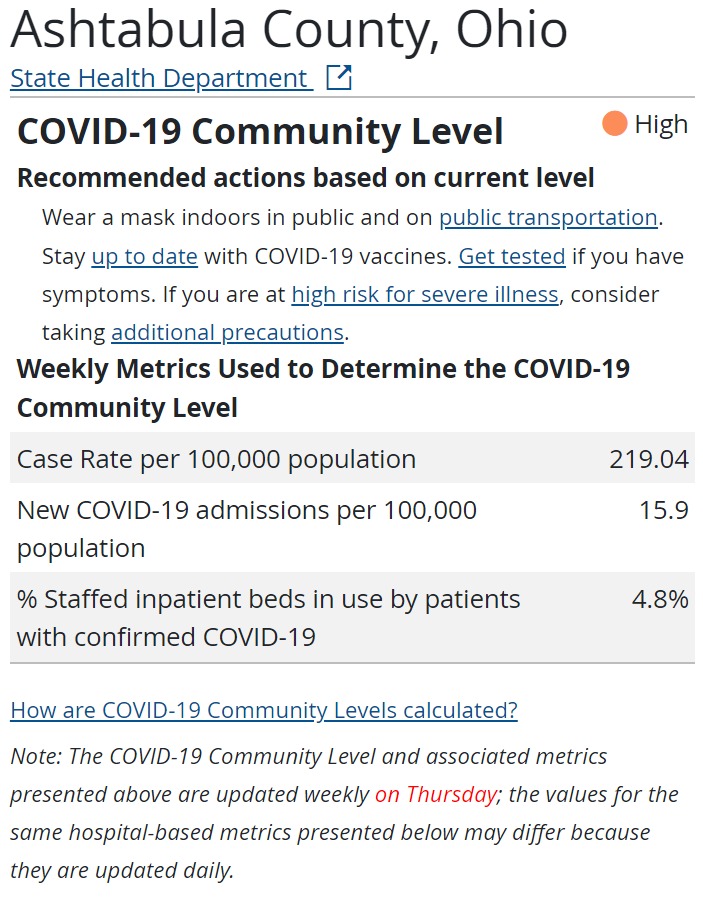 Ashtabula County, Ohio
State Health Department
COVID-19 Community Level
High
Recommended actions based on current level
Wear a mask indoors in public and on public transportation.
Stay up to date with COVID-19 vaccines. Get tested if you have
symptoms. If you are at high risk for severe illness, consider
taking additional precautions.
Weekly Metrics Used to Determine the COVID-19
Community Level
Case Rate per 100,000 population 219.04
New COVID-19 admissions per 100,000 15.9
population
% Staffed inpatient beds in use by patients 4.8%
with confirmed COVID-19
How are COVID-19 Community Levels calculated?
Note: The COVID-19 Community Level and associated metrics
presented above are updated weekly on Thursday; the values for the
same hospital-based metrics presented below may differ because
they are updated daily.